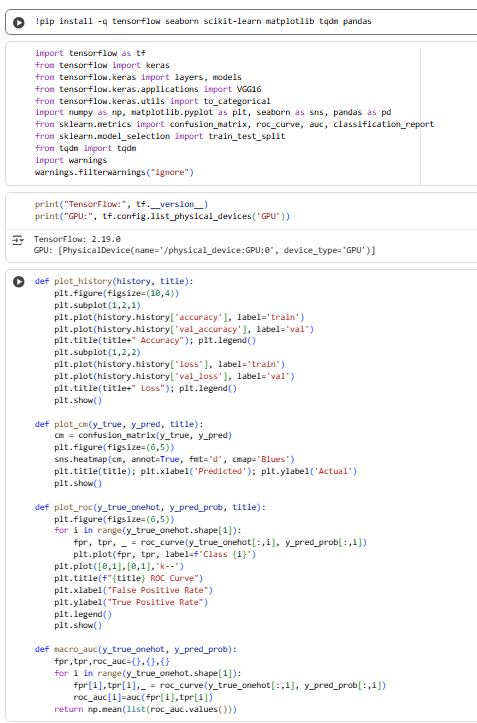 !pip install -q tensorflow seaborn scikit-learn matplotlib tqdm pandas
import tensorflow as tf
from tensorflow import keras
from tensorflow.keras import layers, models
from tensorflow.keras.applications import VGG16
from tensorflow.keras.utils import to_categorical
import numpy as np, matplotlib.pyplot as plt, seaborn as sns, pandas as pd
from sklearn.metrics import confusion_matrix, roc_curve, auc, classification_report
from sklearn.model_selection import train_test_split
from tqdm import tqdm
import warnings
warnings.filterwarnings("ignore")
print("TensorFlow:", tf.__version__)
print("GPU:", tf.config.list_physical_devices('GPU'))
TensorFlow: 2.19.0
GPU: [PhysicalDevice(name='/physical_device:GPU:0', device_type='GPU')]
def plot_history(history, title):
    plt.figure(figsize=(10,4))
    plt.subplot(1,2,1)
    plt.plot(history.history['accuracy'], label='train')
    plt.plot(history.history['val_accuracy'], label='val')
    plt.title(title+" Accuracy"); plt.legend()
    plt.subplot(1,2,2)
    plt.plot(history.history['loss'], label='train')
    plt.plot(history.history['val_loss'], label='val')
    plt.title(title+" Loss"); plt.legend()
    plt.show()
def plot_cm(y_true, y_pred, title):
    cm = confusion_matrix(y_true, y_pred)
    plt.figure(figsize=(6,5))
    sns.heatmap(cm, annot=True, fmt='d', cmap='Blues')
    plt.title(title); plt.xlabel('Predicted'); plt.ylabel('Actual')
    plt.show()
def plot_roc(y_true_onehot, y_pred_prob, title):
    plt.figure(figsize=(6,5))
    for i in range(y_true_onehot.shape[1]):
        fpr, tpr, _ = roc_curve(y_true_onehot[:,i], y_pred_prob[:,i])
        plt.plot(fpr, tpr, label=f'Class {i}')
    plt.plot([0,1],[0,1],'k--')
    plt.title(f"{title} ROC Curve")
    plt.xlabel("False Positive Rate")
    plt.ylabel("True Positive Rate")
    plt.legend()
    plt.show()
def macro_auc(y_true_onehot, y_pred_prob):
    fpr,tpr,roc_auc={},{},{}
    for i in range(y_true_onehot.shape[1]):
        fpr[i],tpr[i],_ = roc_curve(y_true_onehot[:,i], y_pred_prob[:,i])
        roc_auc[i]=auc(fpr[i],tpr[i])
    return np.mean(list(roc_auc.values()))